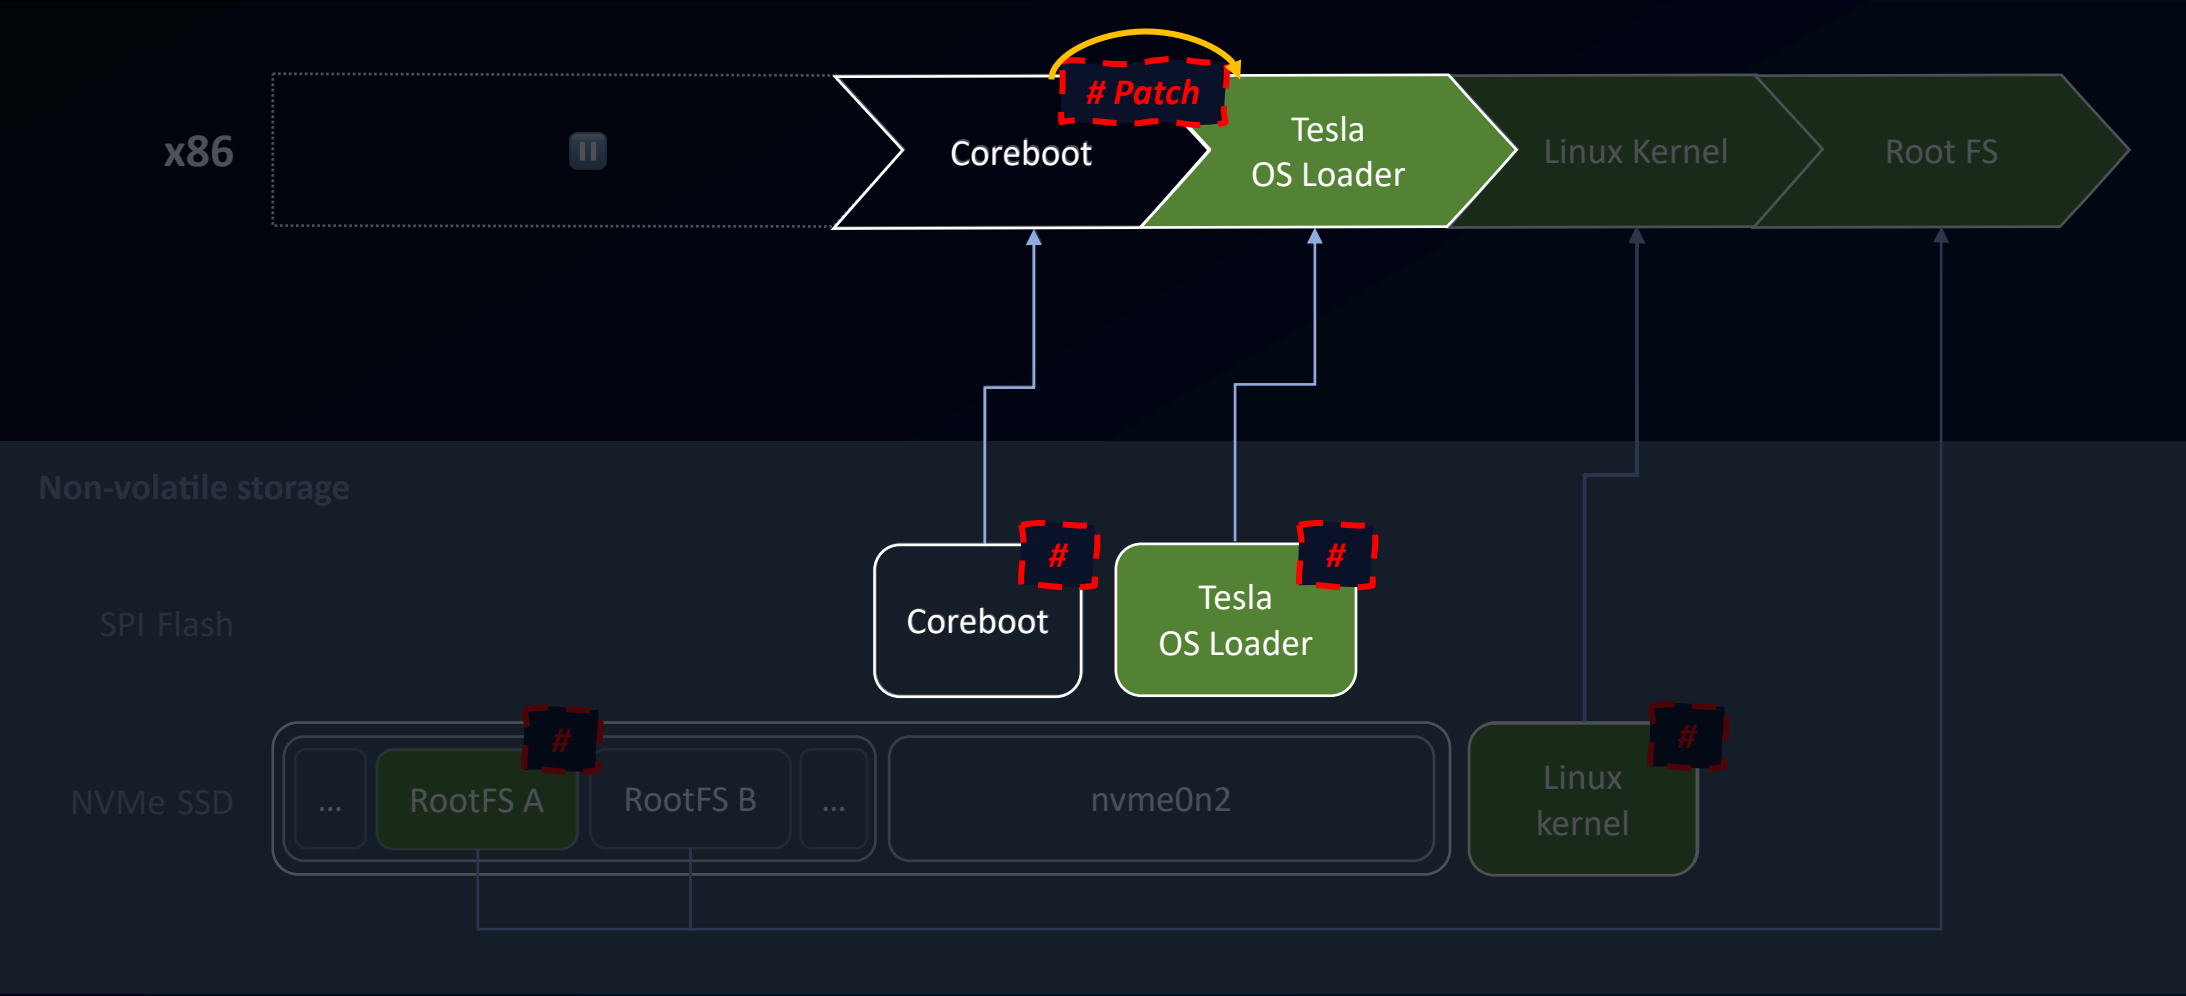 # Patch
x86
Coreboot
Tesla
OS Loader
Linux Kernel
Root FS
Non-volatile storage
SPI Flash
Coreboot
#
Tesla
OS Loader
#
NVMe SSD
...
RootFS A
#
RootFS B
...
nvme0n2
Linux
kernel
#